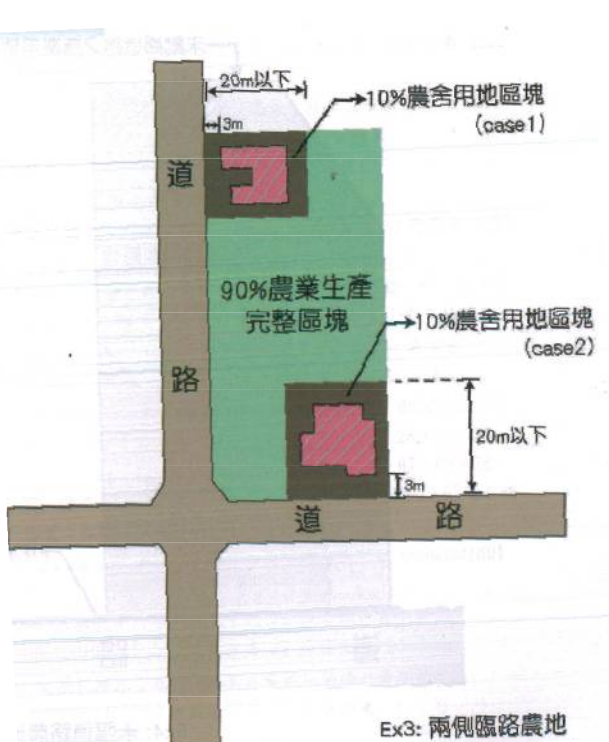 20m以下
10%農舍用地區塊
(case1)
3m
道
90%農業生產
完整區塊
10%農舍用地區塊
(case2)
路
20m以下
3m
道 路
Ex3: 兩側臨路農地